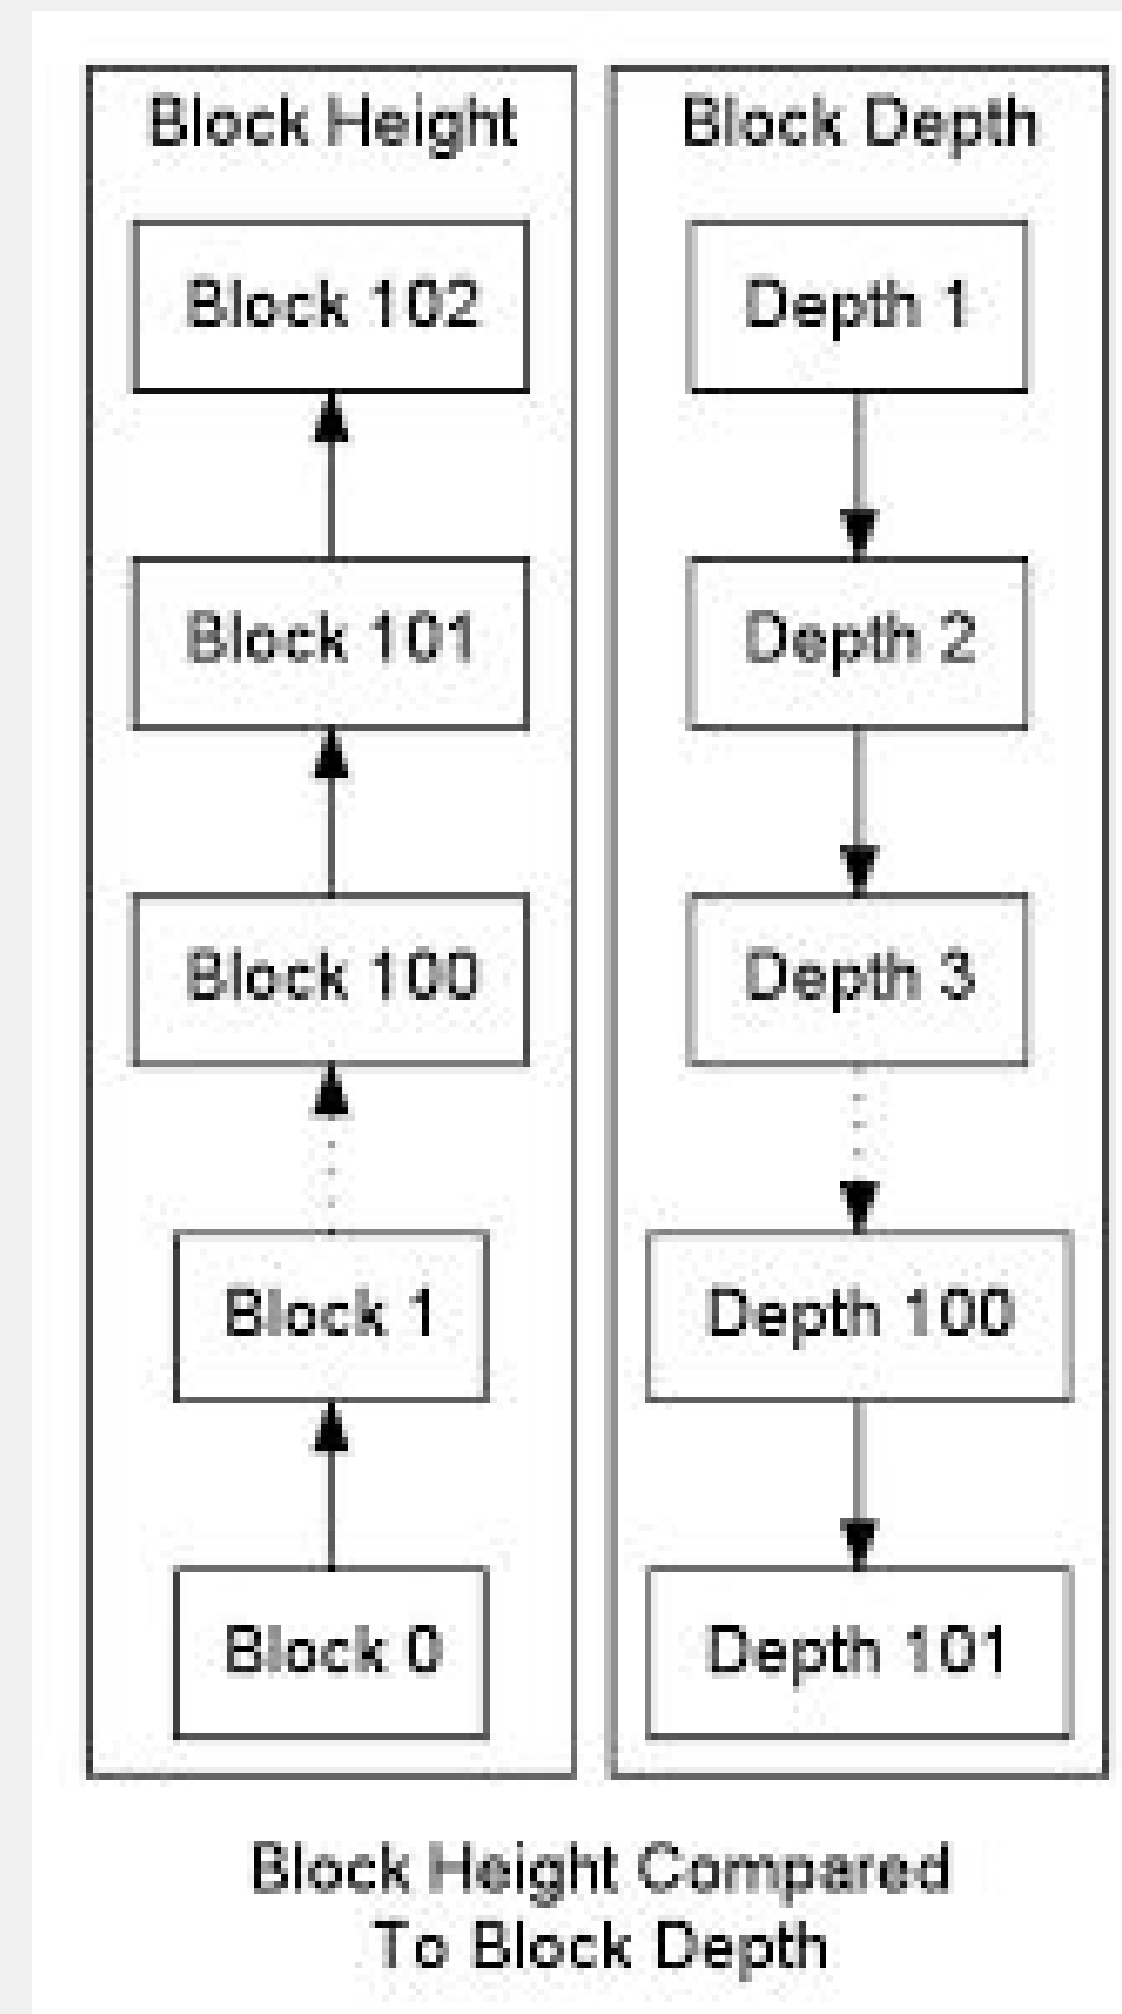 Block Height
Block 102
Block 101
Block 100
Block 1
Block 0
Block Depth
Depth 1
Depth 2
Depth 3
Depth 100
Depth 101
Block Height Compared
To Block Depth